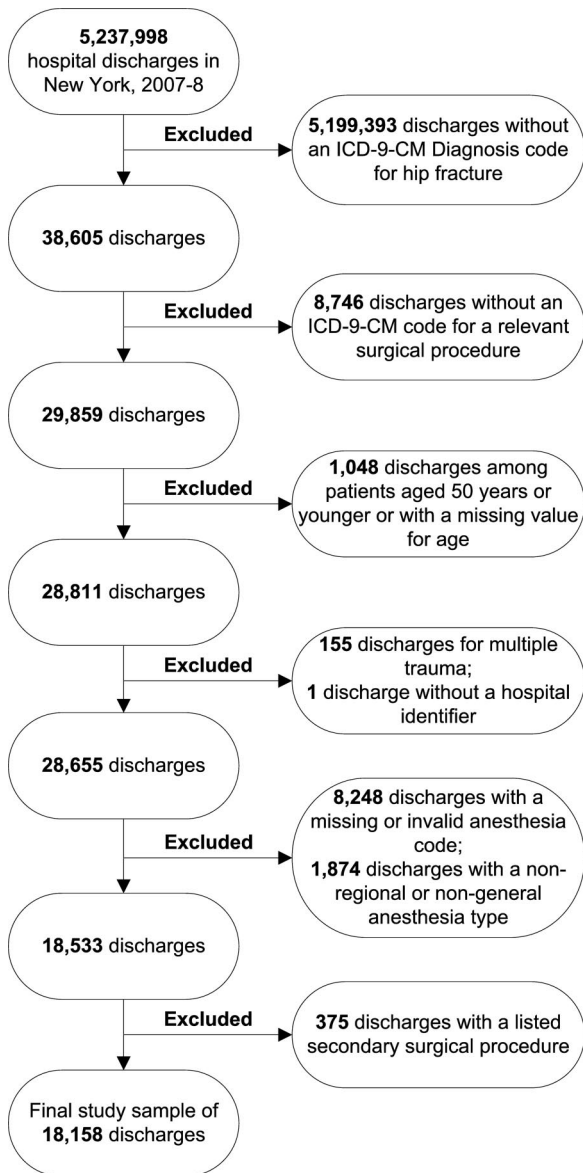 5,237,998
hospital discharges in
New York, 2007-8
Excluded
5,199,393 discharges without
an ICD-9-CM Diagnosis code
for hip fracture
38,605 discharges
Excluded
8,746 discharges without an
ICD-9-CM code for a relevant
surgical procedure
29,859 discharges
Excluded
1,048 discharges among
patients aged 50 years or
younger or with a missing value
for age
28,811 discharges
Excluded
155 discharges for multiple
trauma;
1 discharge without a hospital
identifier
28,655 discharges
Excluded
8,248 discharges with a
missing or invalid anesthesia
code;
1,874 discharges with a non-
regional or non-general
anesthesia type
18,533 discharges
Excluded
375 discharges with a listed
secondary surgical procedure
Final study sample of
18,158 discharges